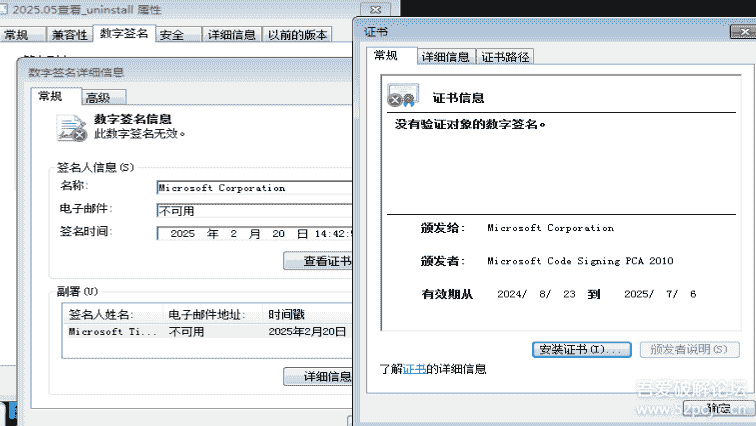 2025.05查看_uninstall 属性
常规
兼容性
数字签名
安全
详细信息
以前的版本
数字签名详细信息
常规
高级
数字签名信息
此数字签名无效。
签名人信息(S)
名称:
Microsoft Corporation
电子邮件:
不可用
签名时间:
2025 年 2 月 20 日 14:42:
查看证书
副署(U)
签名人姓名:
电子邮件地址:
时间戳
Microsoft Ti...
不可用
2025年2月20日
详细信息
证书
常规
详细信息
证书路径
证书信息
没有验证对象的数字签名。
颁发给: Microsoft Corporation
颁发者: Microsoft Code Signing PCA 2010
有效期从 2024/ 8/ 23 到 2025/ 7/ 6
安装证书(I)...
颁发者说明(S)
了解证书的详细信息
确定
吾爱破解论坛
www.52pojie.cn